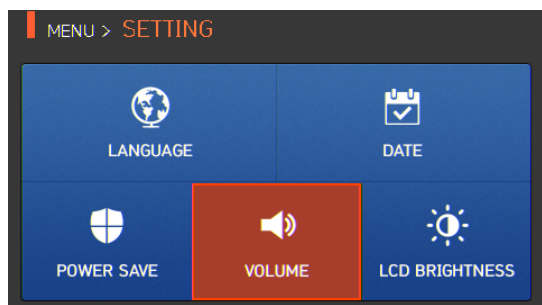 MENU > SETTING
LANGUAGE
DATE
POWER SAVE
VOLUME
LCD BRIGHTNESS